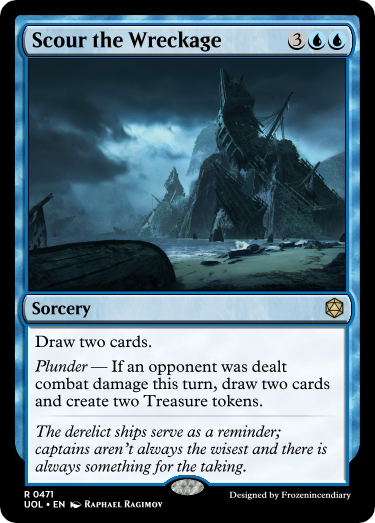 Scour the Wreckage 3
Sorcery
Draw two cards.
Plunder — If an opponent was dealt
combat damage this turn, draw two cards
and create two Treasure tokens.
The derelict ships serve as a reminder;
captains aren't always the wisest and there is
always something for the taking.
R 0471
UOL • EN Raphael Ragimov
Designed by Frozenincendiary